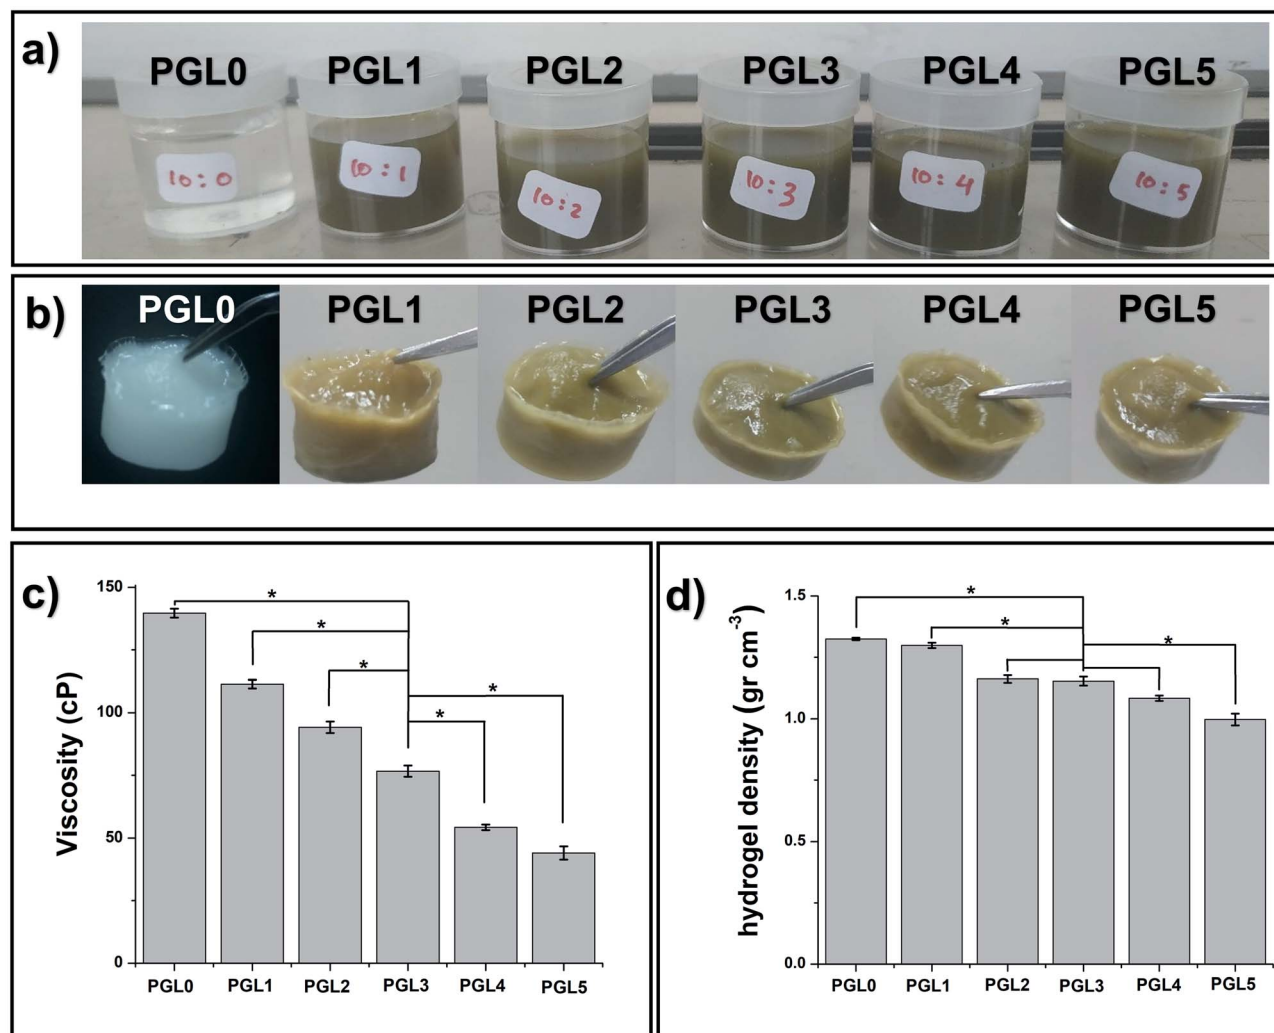 a)
PGL0 PGL1 PGL2 PGL3 PGL4 PGL5
10:0 10:1 10:2 10:3 10:4 10:5
b)
PGL0 PGL1 PGL2 PGL3 PGL4 PGL5
c)
Viscosity (cP)
150
100
50
0
* * * * *
PGL0 PGL1 PGL2 PGL3 PGL4 PGL5
d)
hydrogel density (gr cm⁻³)
1.5
1.0
0.5
0.0
* * *
PGL0 PGL1 PGL2 PGL3 PGL4 PGL5